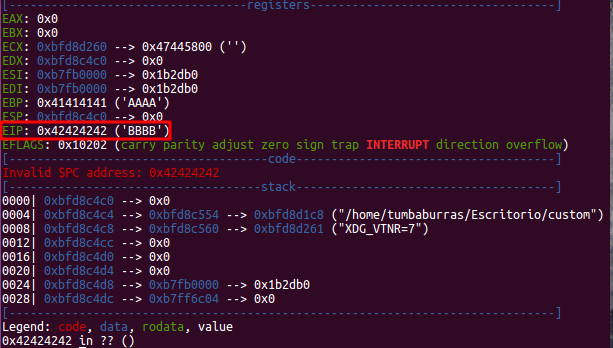 [----------------------------------registers-----------------------------------]
EAX: 0x0
EBX: 0x0
ECX: 0xbfd8d260 --> 0x47445800 ('')
EDX: 0xbfd8c4c0 --> 0x0
ESI: 0xb7fb0000 --> 0x1b2db0
EDI: 0xb7fb0000 --> 0x1b2db0
EBP: 0x41414141 ('AAAA')
ESP: 0xbfd8c4c0 --> 0x0
EIP: 0x42424242 ('BBBB')
EFLAGS: 0x10202 (carry parity adjust zero sign trap INTERRUPT direction overflow)
[-------------------------------------code-------------------------------------]
Invalid $PC address: 0x42424242
[------------------------------------stack-------------------------------------]
0000| 0xbfd8c4c0 --> 0x0
0004| 0xbfd8c4c4 --> 0xbfd8c554 --> 0xbfd8d1c8 ("/home/tumbaburras/Escritorio/custom")
0008| 0xbfd8c4c8 --> 0xbfd8c560 --> 0xbfd8d261 ("XDG_VTNR=7")
0012| 0xbfd8c4cc --> 0x0
0016| 0xbfd8c4d0 --> 0x0
0020| 0xbfd8c4d4 --> 0x0
0024| 0xbfd8c4d8 --> 0xb7fb0000 --> 0x1b2db0
0028| 0xbfd8c4dc --> 0xb7ff6c04 --> 0x0
[------------------------------------------------------------------------------]
Legend: code, data, rodata, value
0x42424242 in ?? ()